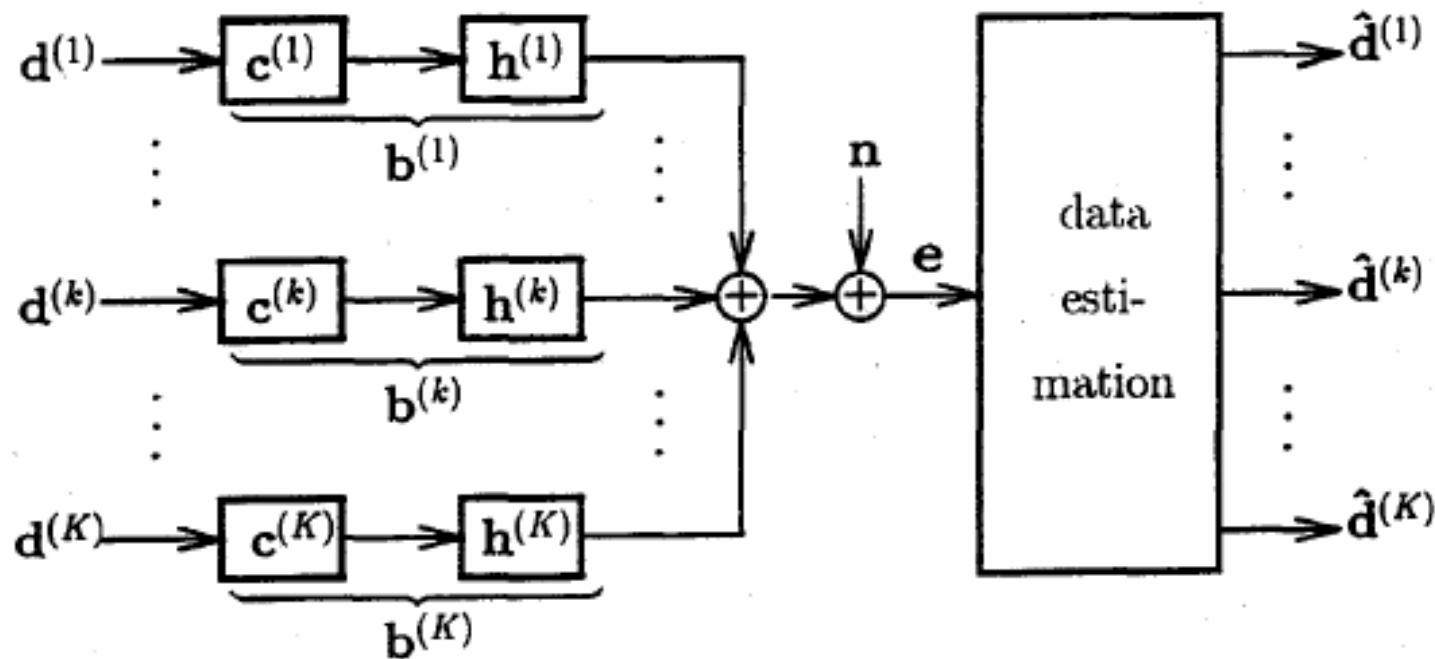 d^(1) c^(1) h^(1) d̂^(1)
b^(1)
n
data
e
d^(k) c^(k) h^(k) + + esti- d̂^(k)
mation
b^(k)
d^(K) c^(K) h^(K) d̂^(K)
b^(K)